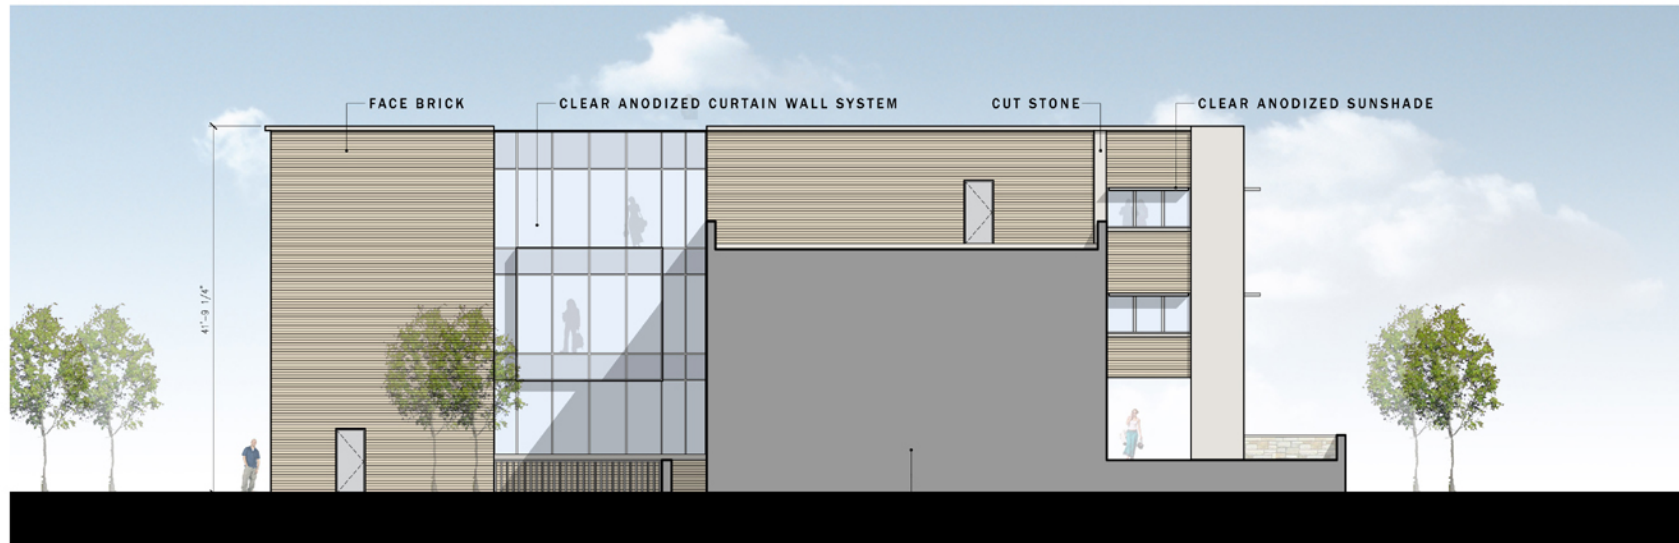 FACE BRICK
CLEAR ANODIZED CURTAIN WALL SYSTEM
CUT STONE
CLEAR ANODIZED SUNSHADE
41'-9 1/4"